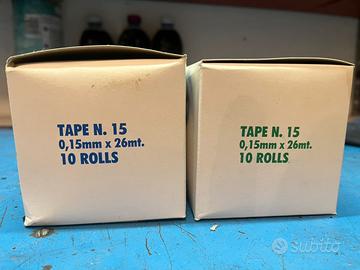 TAPE N. 15
0,15mm x 26mt.
10 ROLLS
TAPE N. 15
0,15mm x 26mt.
10 ROLLS
subito